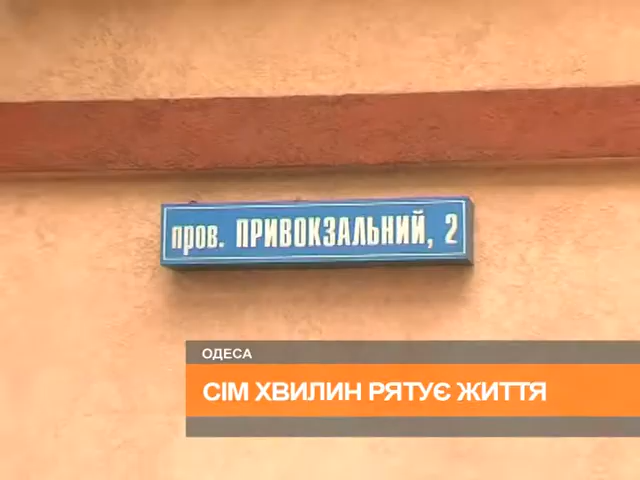 пров. ПРИВОКЗАЛЬНИЙ, 2
ОДЕСА
СІМ ХВИЛИН РЯТУЄ ЖИТТЯ